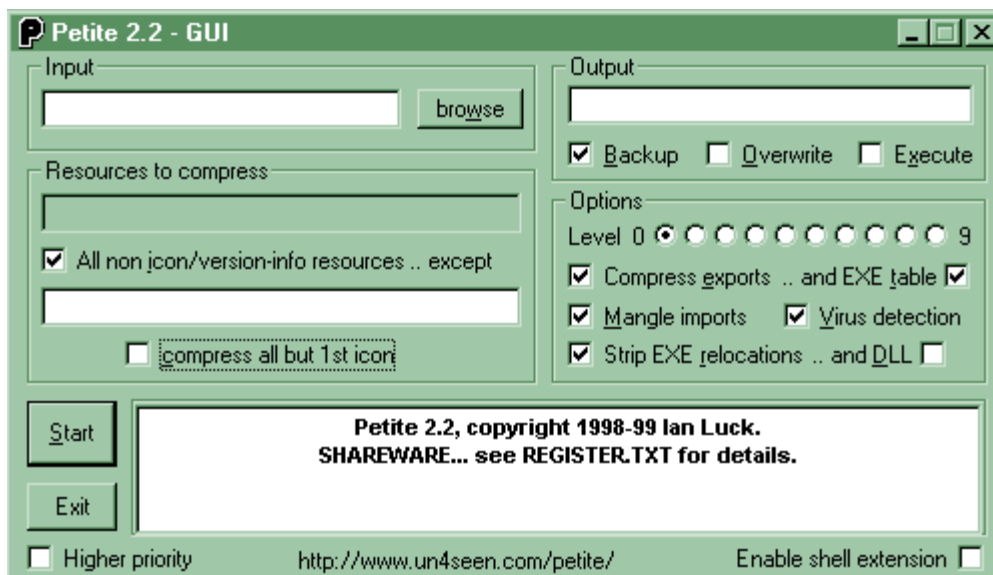 Petite 2.2 - GUI
Input
browse
Resources to compress
All non icon/version-info resources .. except
compress all but 1st icon
Output
Backup Overwrite Execute
Options
Level 0 9
Compress exports .. and EXE table
Mangle imports Virus detection
Strip EXE relocations .. and DLL
Start
Exit
Petite 2.2, copyright 1998-99 Ian Luck.
SHAREWARE... see REGISTER.TXT for details.
Higher priority http://www.un4seen.com/petite/ Enable shell extension